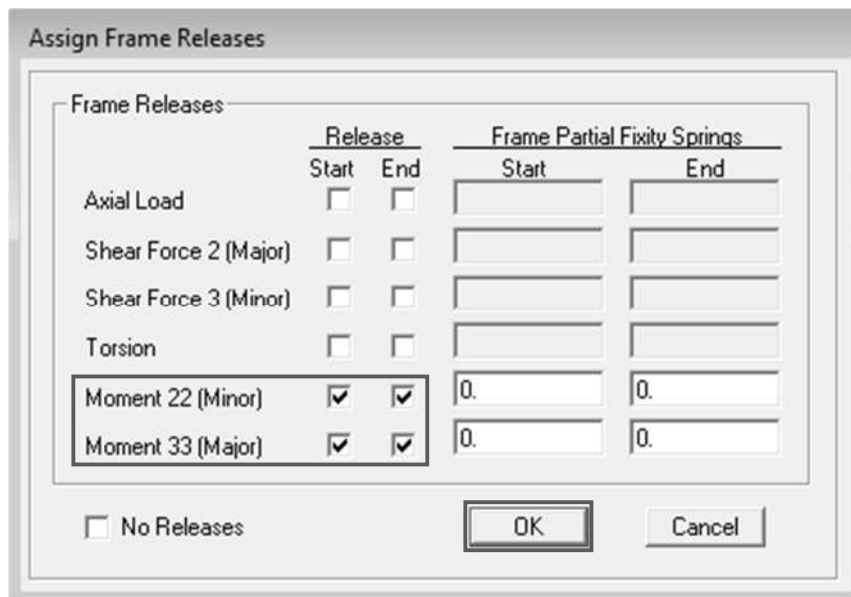 Assign Frame Releases
Frame Releases
Release Frame Partial Fixity Springs
Start End Start End
Axial Load
Shear Force 2 (Major)
Shear Force 3 (Minor)
Torsion
Moment 22 (Minor) 0. 0.
Moment 33 (Major) 0. 0.
No Releases OK Cancel